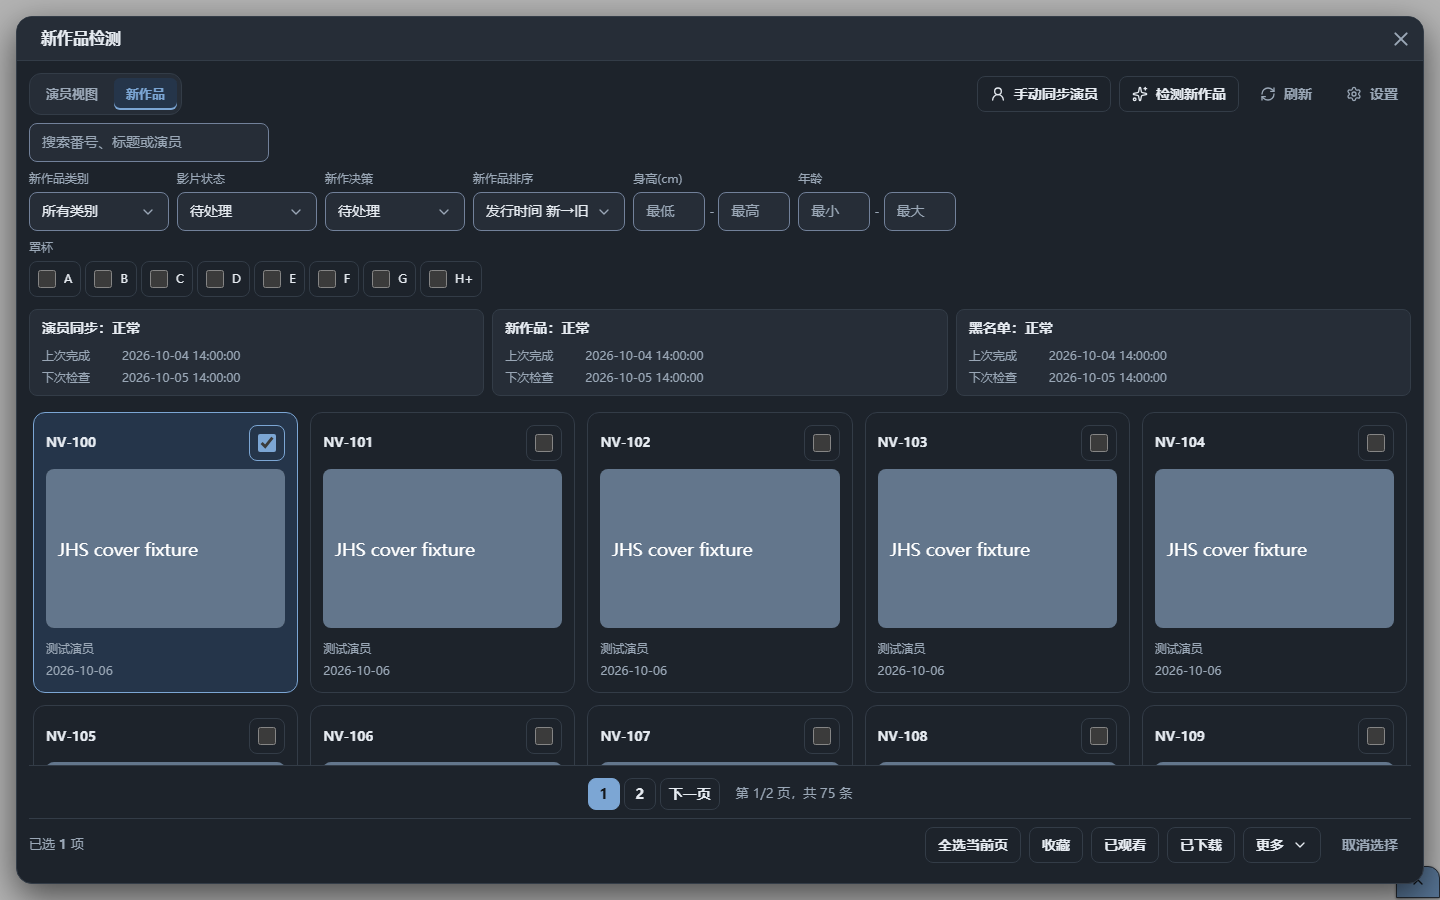 新作品检测
演员视图 新作品 手动同步演员 检测新作品 刷新 设置
搜索番号、标题或演员
新作品类别 影片状态 新作决策 新作品排序 身高(cm) 年龄
所有类别 待处理 待处理 发行时间 新→旧 最低 - 最高 最小 - 最大
罩杯
A B C D E F G H+
演员同步：正常 新作品：正常 黑名单：正常
上次完成 2026-10-04 14:00:00 上次完成 2026-10-04 14:00:00 上次完成 2026-10-04 14:00:00
下次检查 2026-10-05 14:00:00 下次检查 2026-10-05 14:00:00 下次检查 2026-10-05 14:00:00
NV-100 NV-101 NV-102 NV-103 NV-104
JHS cover fixture JHS cover fixture JHS cover fixture JHS cover fixture JHS cover fixture
测试演员 测试演员 测试演员 测试演员 测试演员
2026-10-06 2026-10-06 2026-10-06 2026-10-06 2026-10-06
NV-105 NV-106 NV-107 NV-108 NV-109
1 2 下一页 第 1/2 页，共 75 条
已选 1 项 全选当前页 收藏 已观看 已下载 更多 取消选择